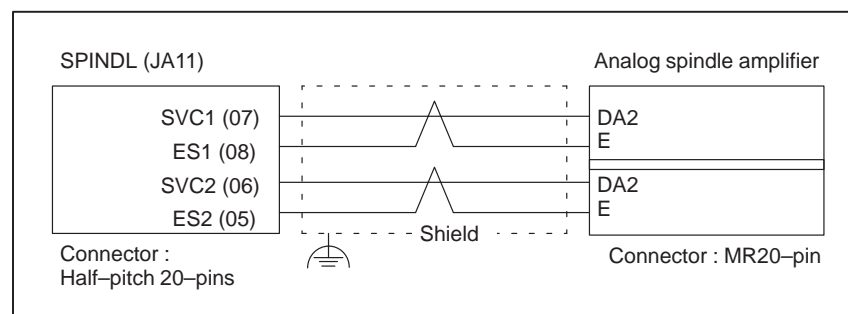 SPINDL (JA11)
Analog spindle amplifier
SVC1 (07)
DA2
ES1 (08)
E
SVC2 (06)
DA2
ES2 (05)
E
Shield
Connector :
Half–pitch 20–pins
Connector : MR20–pin